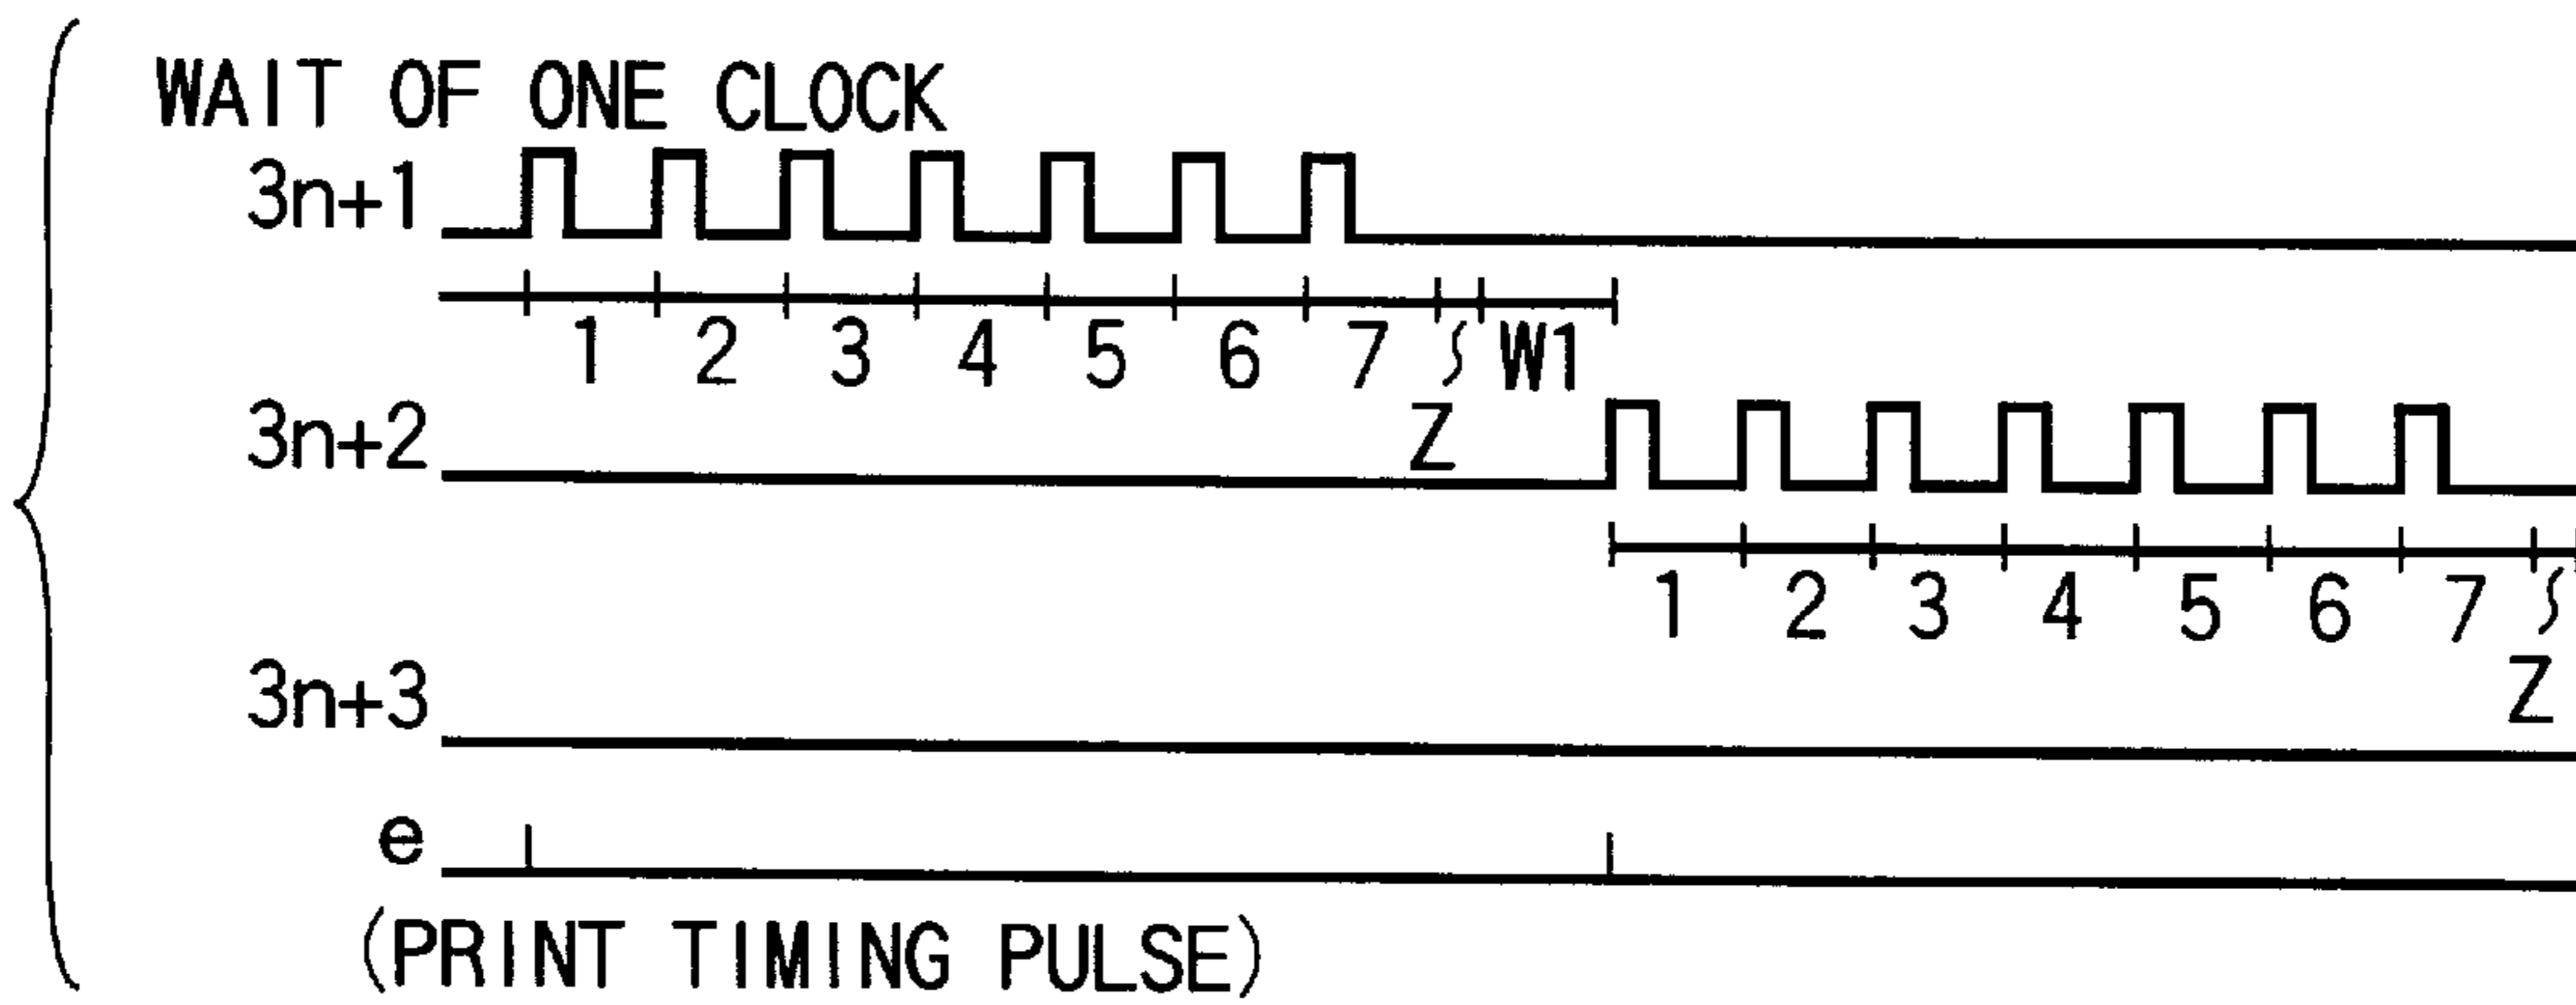 WAIT OF ONE CLOCK
3n+1
1 2 3 4 5 6 7 W1
Z
3n+2
1 2 3 4 5 6 7
Z
3n+3
e
(PRINT TIMING PULSE)